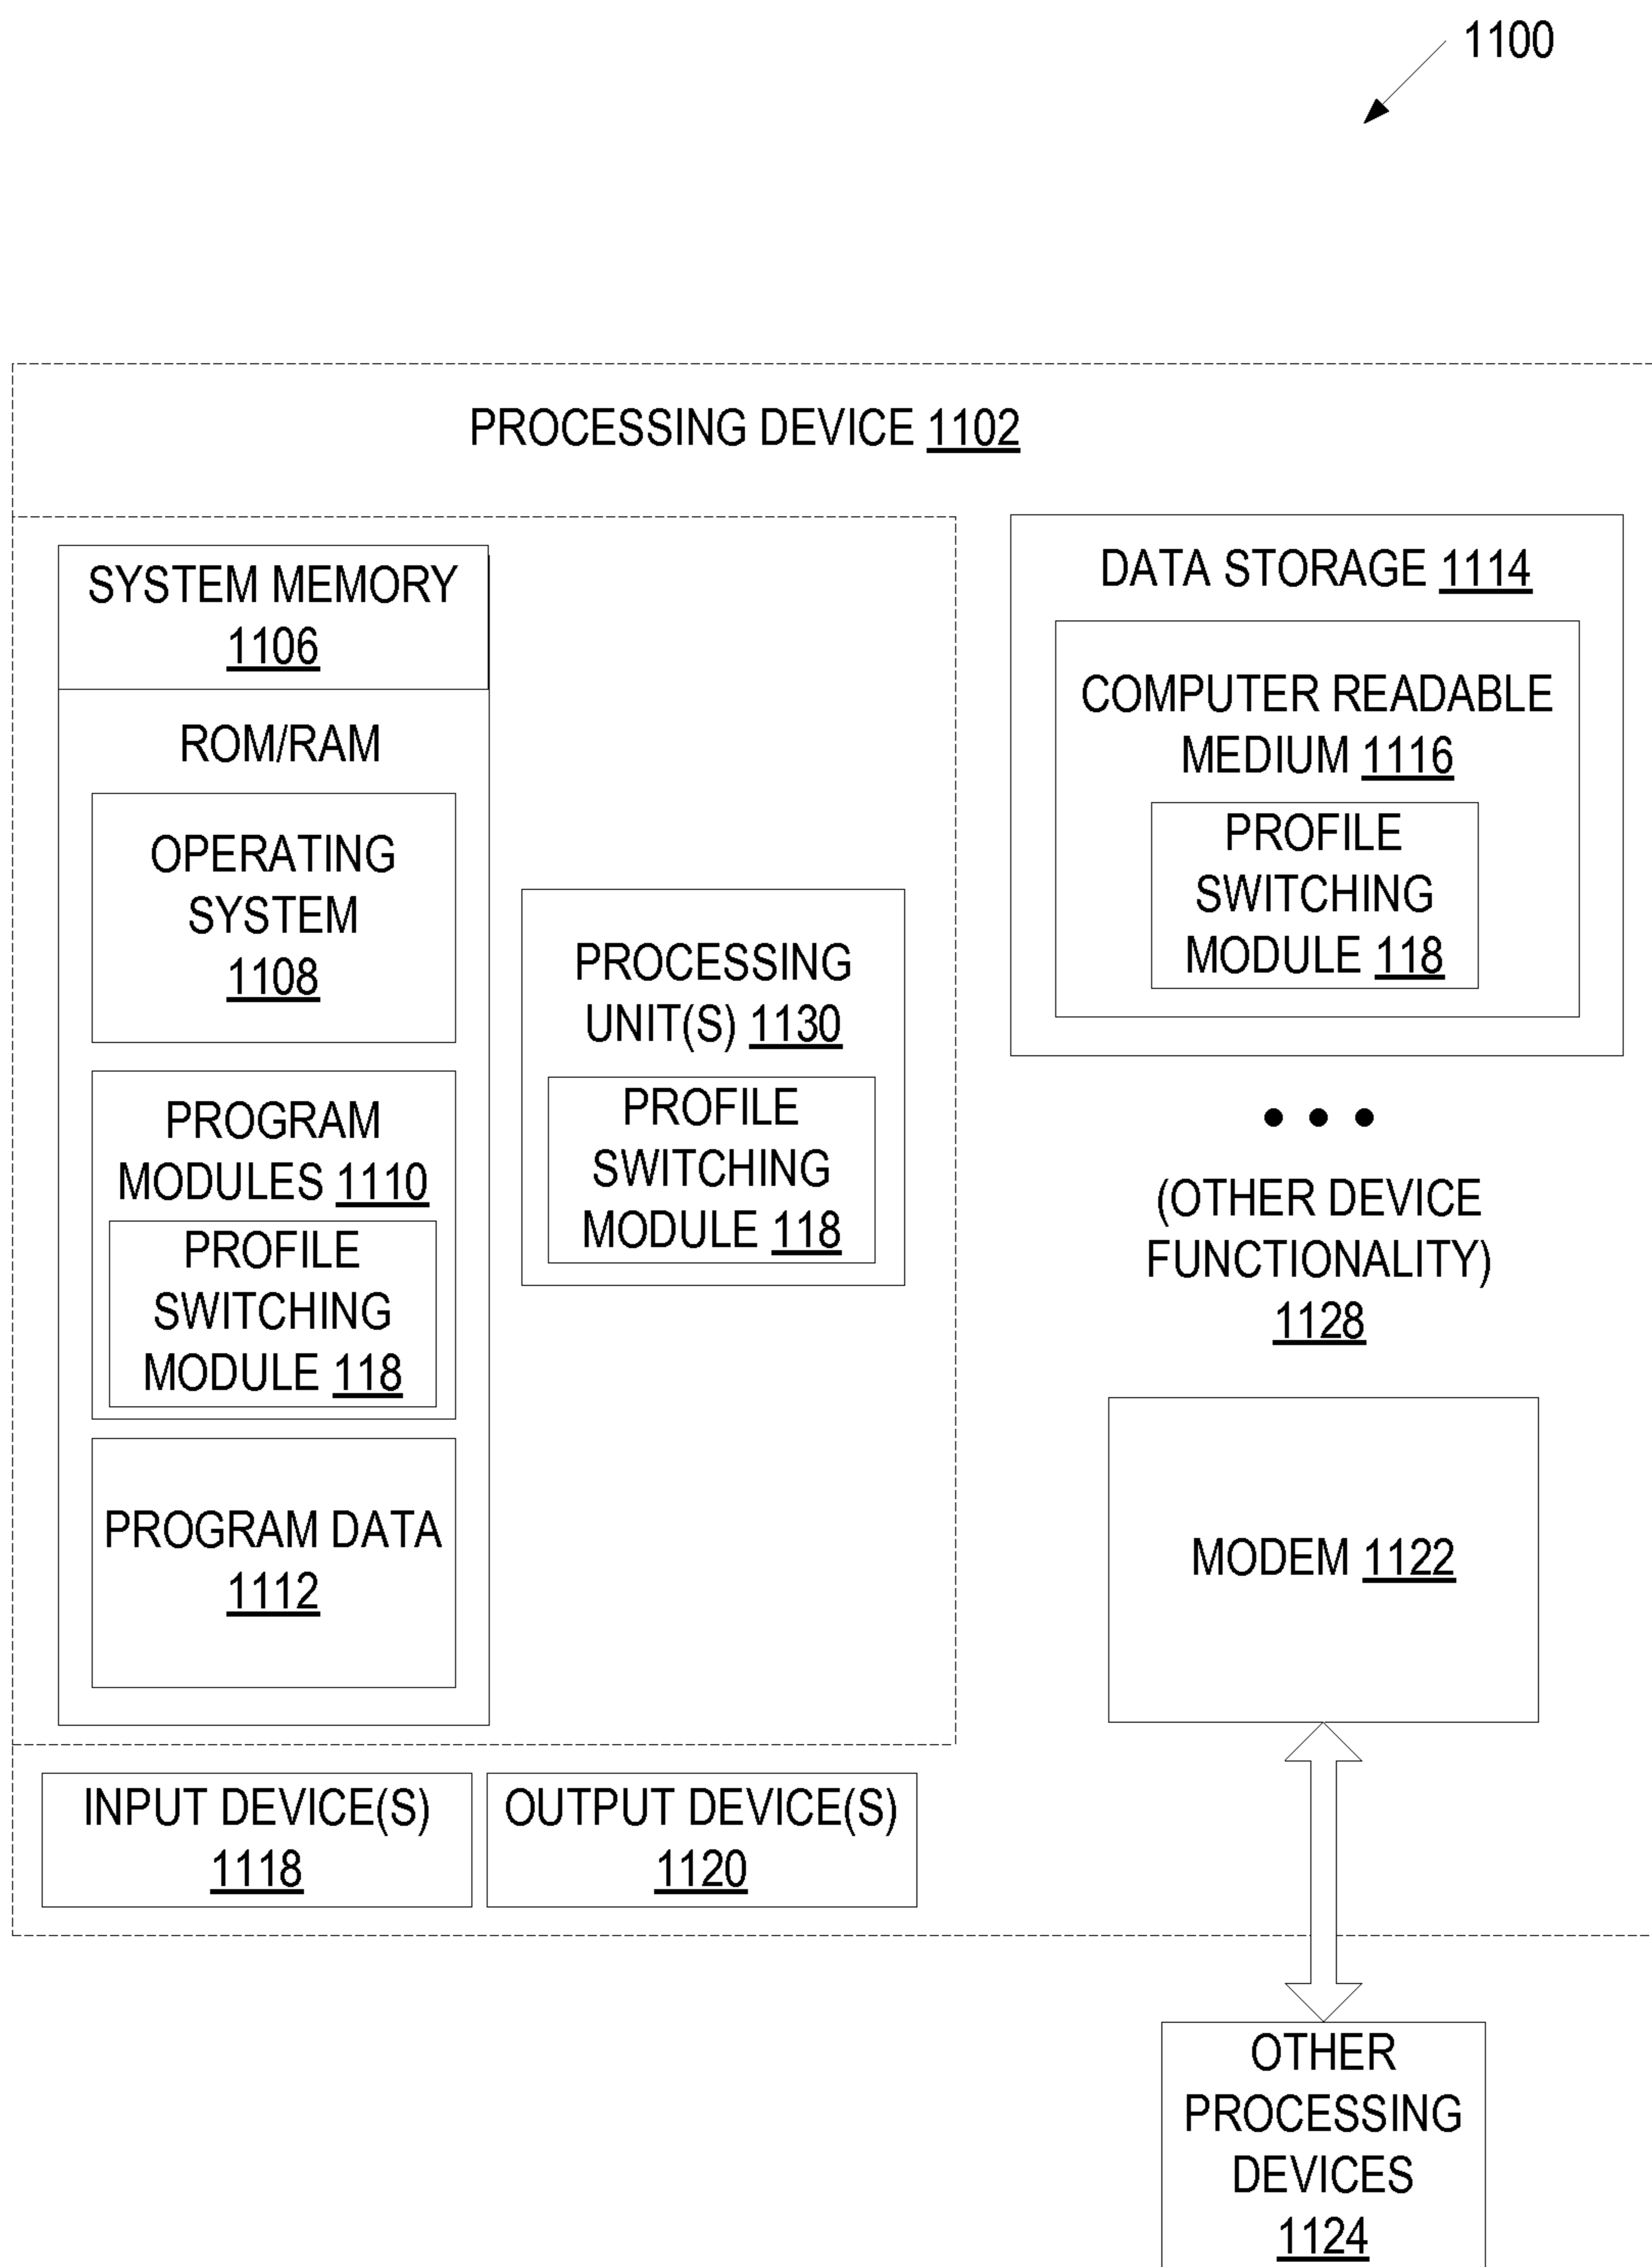 1100
PROCESSING DEVICE 1102
SYSTEM MEMORY
1106
ROM/RAM
OPERATING
SYSTEM
1108
PROGRAM
MODULES 1110
PROFILE
SWITCHING
MODULE 118
PROGRAM DATA
1112
PROCESSING
UNIT(S) 1130
PROFILE
SWITCHING
MODULE 118
DATA STORAGE 1114
COMPUTER READABLE
MEDIUM 1116
PROFILE
SWITCHING
MODULE 118
(OTHER DEVICE
FUNCTIONALITY)
1128
MODEM 1122
INPUT DEVICE(S)
1118
OUTPUT DEVICE(S)
1120
OTHER
PROCESSING
DEVICES
1124